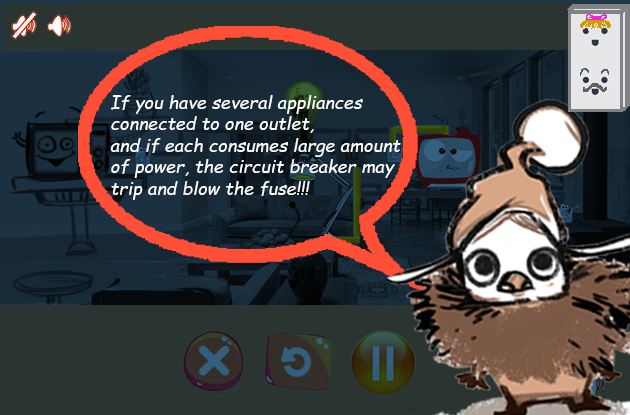 If you have several appliances
connected to one outlet,
and if each consumes large amount
of power, the circuit breaker may
trip and blow the fuse!!!